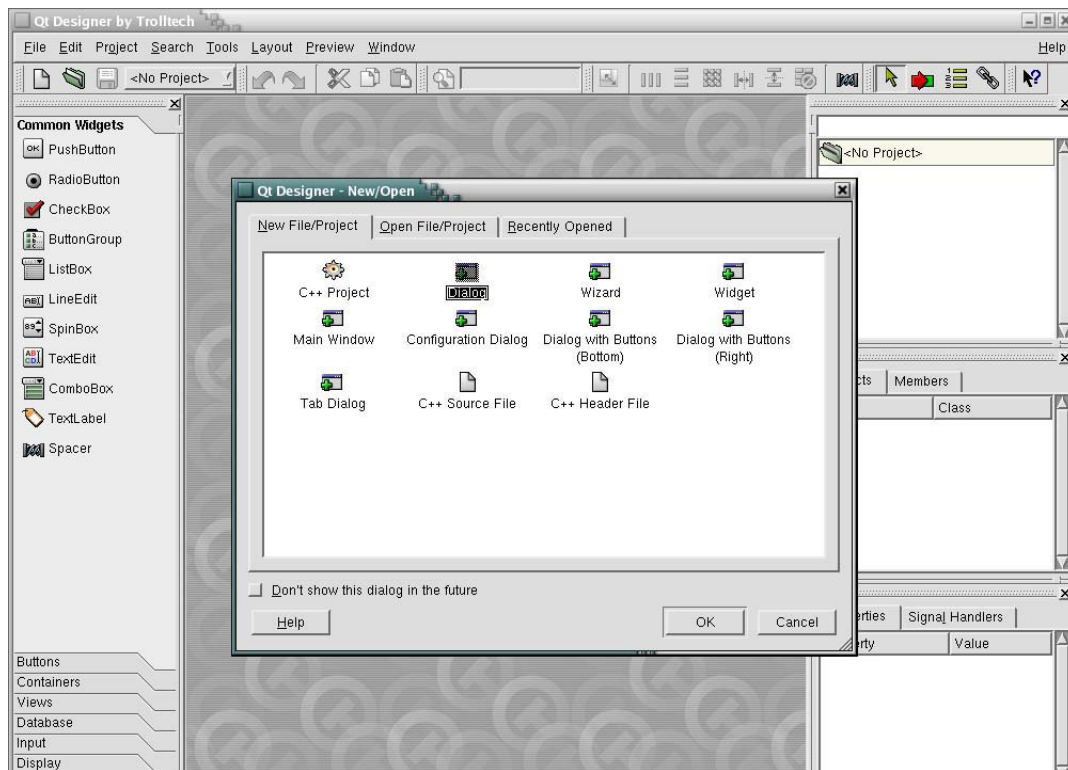 Qt Designer by Trolltech
File Edit Project Search Tools Layout Preview Window Help
<No Project>
Common Widgets
PushButton
RadioButton
CheckBox
ButtonGroup
ListBox
LineEdit
SpinBox
TextEdit
ComboBox
TextLabel
Spacer
Buttons
Containers
Views
Database
Input
Display
Qt Designer - New/Open
New File/Project Open File/Project Recently Opened
C++ Project Dialog Wizard Widget
Main Window Configuration Dialog Dialog with Buttons (Bottom) Dialog with Buttons (Right)
Tab Dialog C++ Source File C++ Header File
Don't show this dialog in the future
Help OK Cancel
<No Project>
Members
Class
Signal Handlers
Value